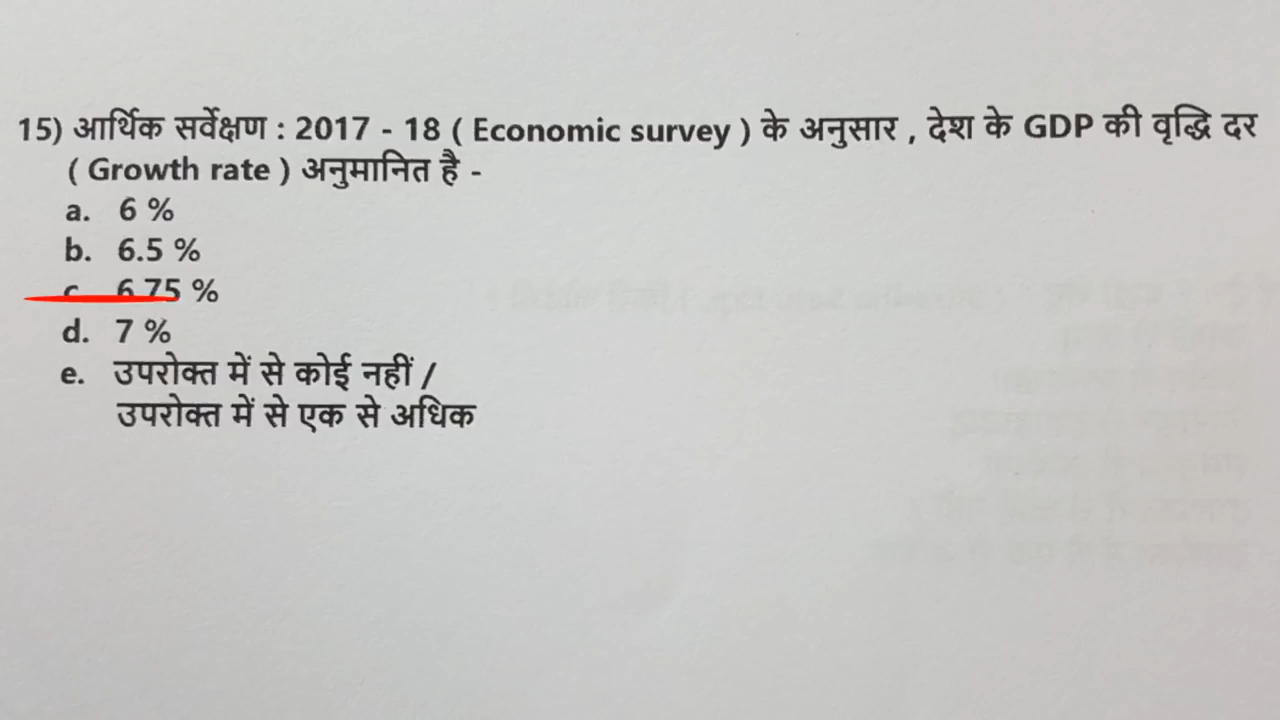 15) आर्थिक सर्वेक्षण : 2017 - 18 ( Economic survey ) के अनुसार , देश के GDP की वृद्धि दर
( Growth rate ) अनुमानित है -
a. 6 %
b. 6.5 %
c. 6.75 %
d. 7 %
e. उपरोक्त में से कोई नहीं /
उपरोक्त में से एक से अधिक